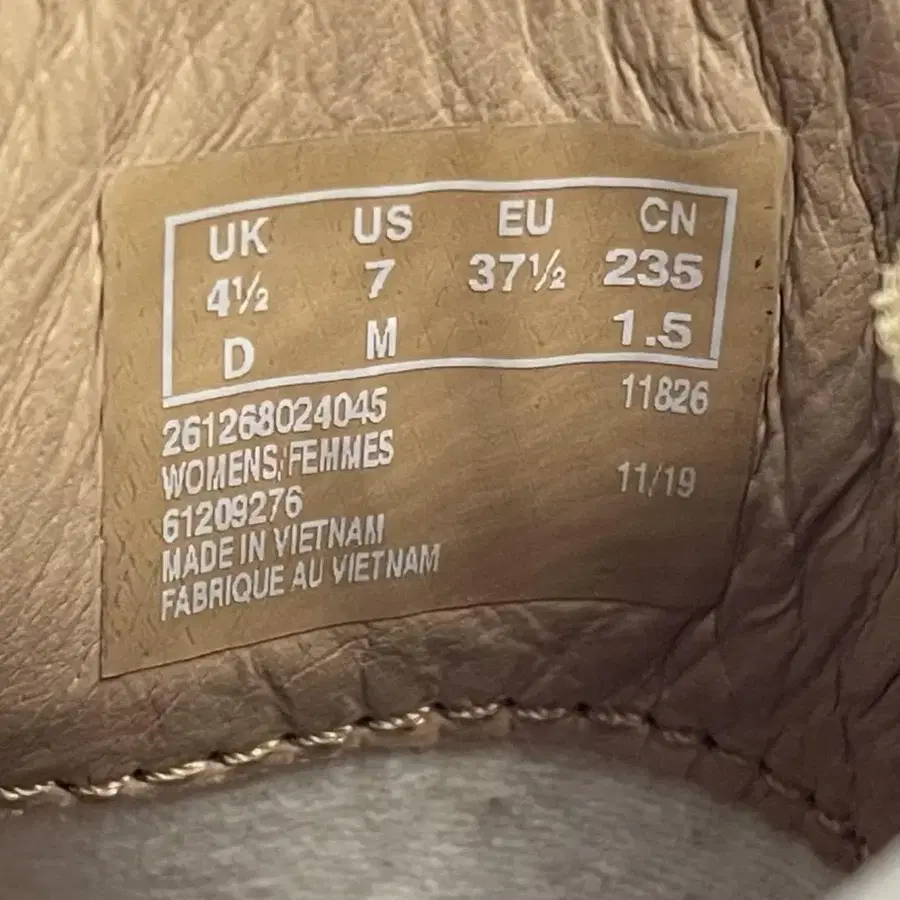 UK US EU CN
4½ 7 37½ 235
D M 1.5
261268024045 11826
WOMENS/FEMMES
61209276 11/19
MADE IN VIETNAM
FABRIQUE AU VIETNAM